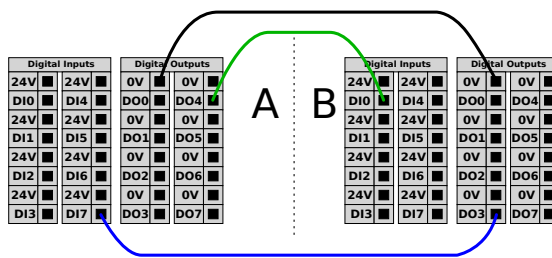 Digital Inputs Digital Outputs Digital Inputs Digital Outputs
24V 24V 0V 0V 24V 24V 0V 0V
DI0 DI4 DO0 DO4 A B DI0 DI4 DO0 DO4
24V 24V 0V 0V 24V 24V 0V 0V
DI1 DI5 DO1 DO5 DI1 DI5 DO1 DO5
24V 24V 0V 0V 24V 24V 0V 0V
DI2 DI6 DO2 DO6 DI2 DI6 DO2 DO6
24V 24V 0V 0V 24V 24V 0V 0V
DI3 DI7 DO3 DO7 DI3 DI7 DO3 DO7